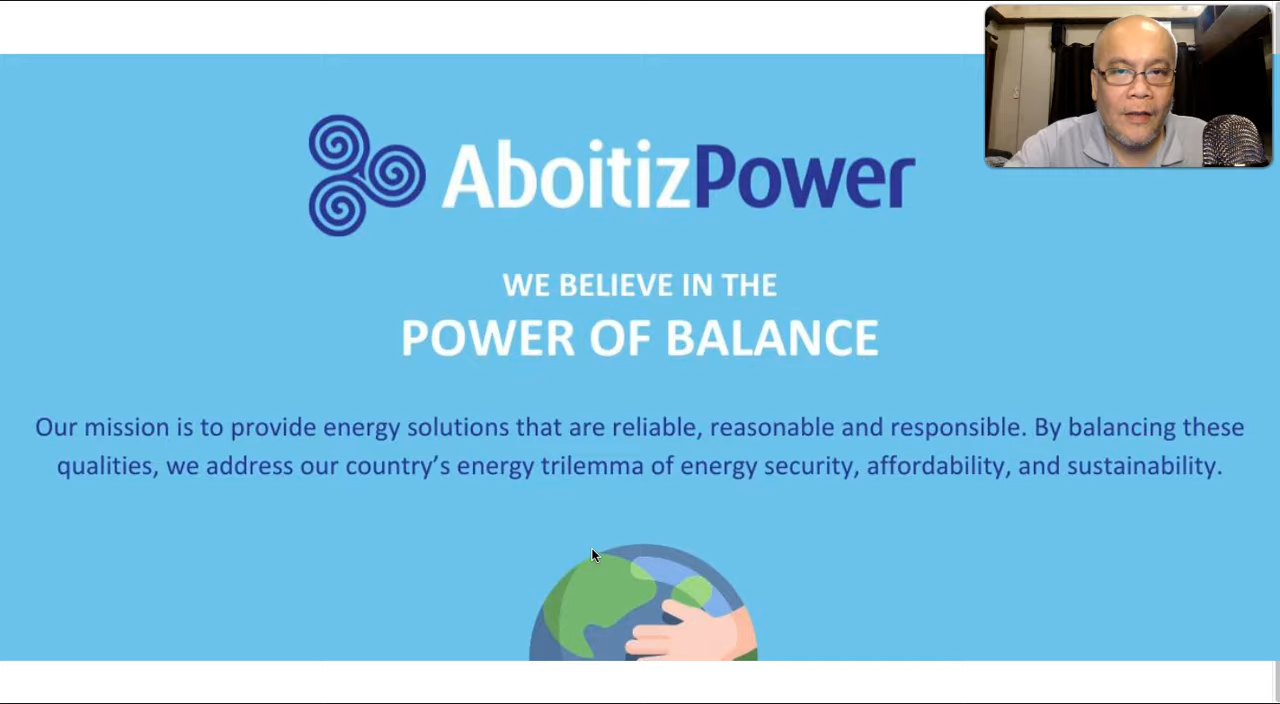 AboitizPower
WE BELIEVE IN THE
POWER OF BALANCE
Our mission is to provide energy solutions that are reliable, reasonable and responsible. By balancing these
qualities, we address our country’s energy trilemma of energy security, affordability, and sustainability.